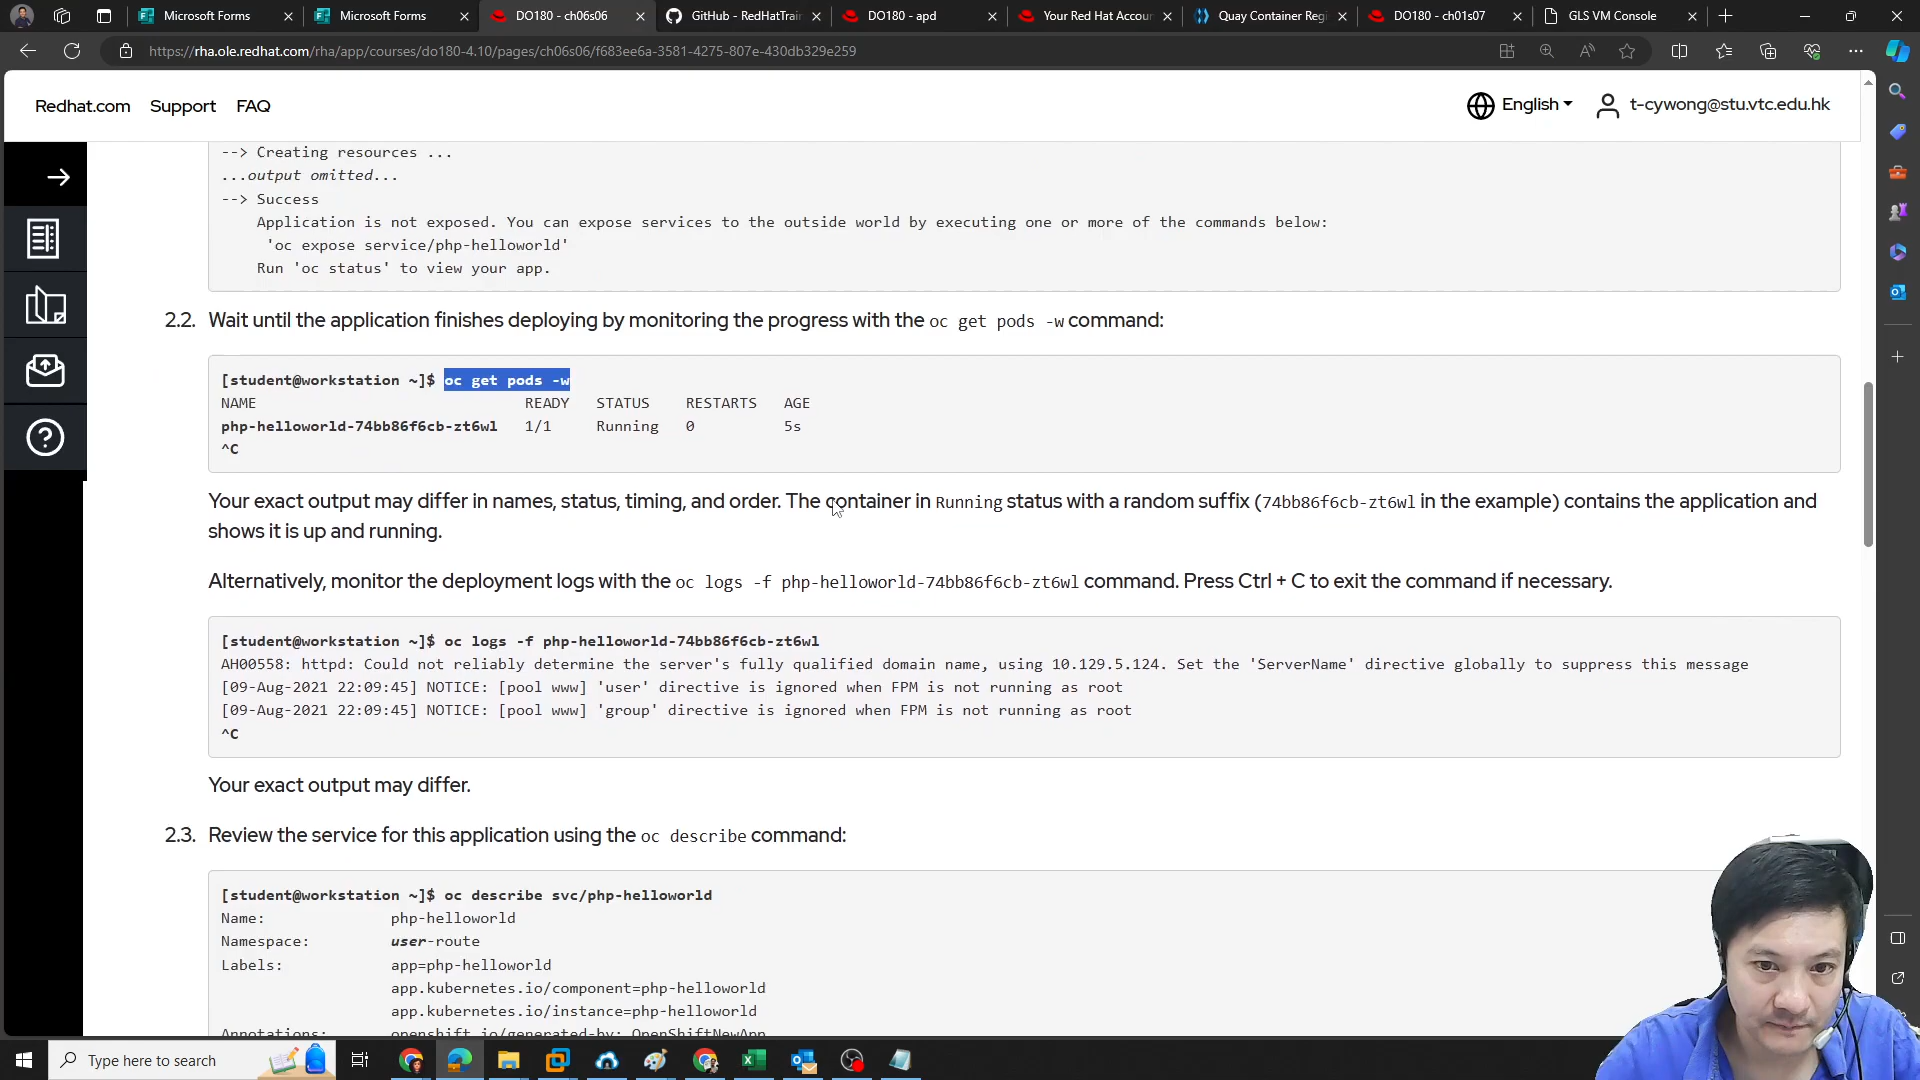 Microsoft Forms
Microsoft Forms
DO180 - ch06s06
GitHub - RedHatTrai
DO180 - apd
Your Red Hat Accoun
Quay Container Regi
DO180 - ch01s07
GLS VM Console
https://rha.ole.redhat.com/rha/app/courses/do180-4.10/pages/ch06s06/f683ee6a-3581-4275-807e-430db329e259
Redhat.com Support FAQ
English
t-cywong@stu.vtc.edu.hk
--> Creating resources ...
...output omitted...
--> Success
Application is not exposed. You can expose services to the outside world by executing one or more of the commands below:
'oc expose service/php-helloworld'
Run 'oc status' to view your app.
2.2. Wait until the application finishes deploying by monitoring the progress with the oc get pods -w command:
[student@workstation ~]$ oc get pods -w
NAME READY STATUS RESTARTS AGE
php-helloworld-74bb86f6cb-zt6wl 1/1 Running 0 5s
^C
Your exact output may differ in names, status, timing, and order. The container in Running status with a random suffix (74bb86f6cb-zt6wl in the example) contains the application and
shows it is up and running.
Alternatively, monitor the deployment logs with the oc logs -f php-helloworld-74bb86f6cb-zt6wl command. Press Ctrl + C to exit the command if necessary.
[student@workstation ~]$ oc logs -f php-helloworld-74bb86f6cb-zt6wl
AH00558: httpd: Could not reliably determine the server's fully qualified domain name, using 10.129.5.124. Set the 'ServerName' directive globally to suppress this message
[09-Aug-2021 22:09:45] NOTICE: [pool www] 'user' directive is ignored when FPM is not running as root
[09-Aug-2021 22:09:45] NOTICE: [pool www] 'group' directive is ignored when FPM is not running as root
^C
Your exact output may differ.
2.3. Review the service for this application using the oc describe command:
[student@workstation ~]$ oc describe svc/php-helloworld
Name: php-helloworld
Namespace: user-route
Labels: app=php-helloworld
app.kubernetes.io/component=php-helloworld
app.kubernetes.io/instance=php-helloworld
Annotations: openshift.io/generated-by: OpenShiftNewApp
Type here to search